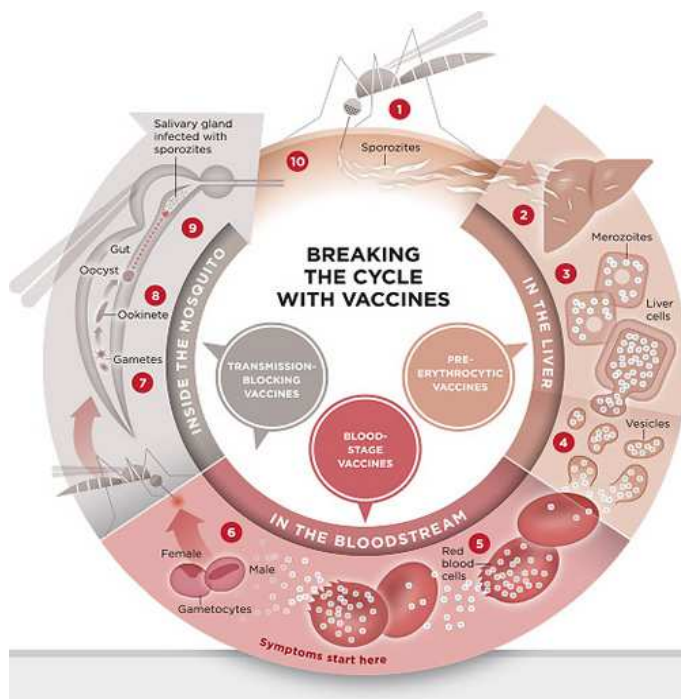 1
Salivary gland
infected with
sporozites
10
Sporozites
2
9
BREAKING
THE CYCLE
WITH VACCINES
Merozoites
3
Gut
Oocyst
8
Liver
cells
Ookinete
INSIDE THE MOSQUITO
IN THE LIVER
TRANSMISSION-
BLOCKING
VACCINES
PRE-
ERYTHROCYTIC
VACCINES
Gametes
7
BLOOD-
STAGE
VACCINES
Vesicles
4
IN THE BLOODSTREAM
6
5
Female
Male
Gametocytes
Red
blood
cells
Symptoms start here